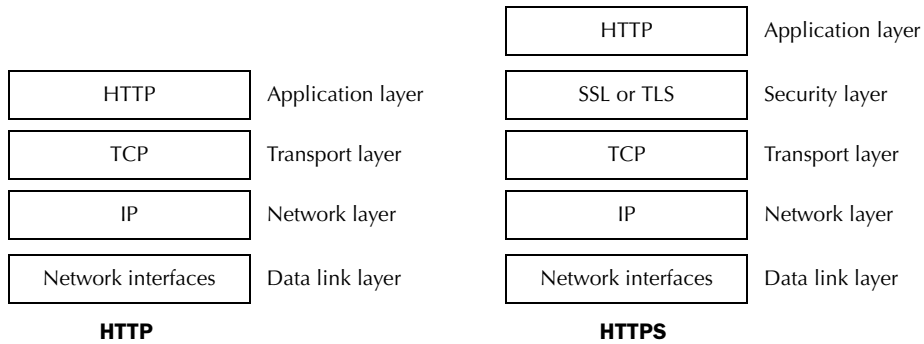 HTTP Application layer
HTTP Application layer SSL or TLS Security layer
TCP Transport layer TCP Transport layer
IP Network layer IP Network layer
Network interfaces Data link layer Network interfaces Data link layer
HTTP HTTPS